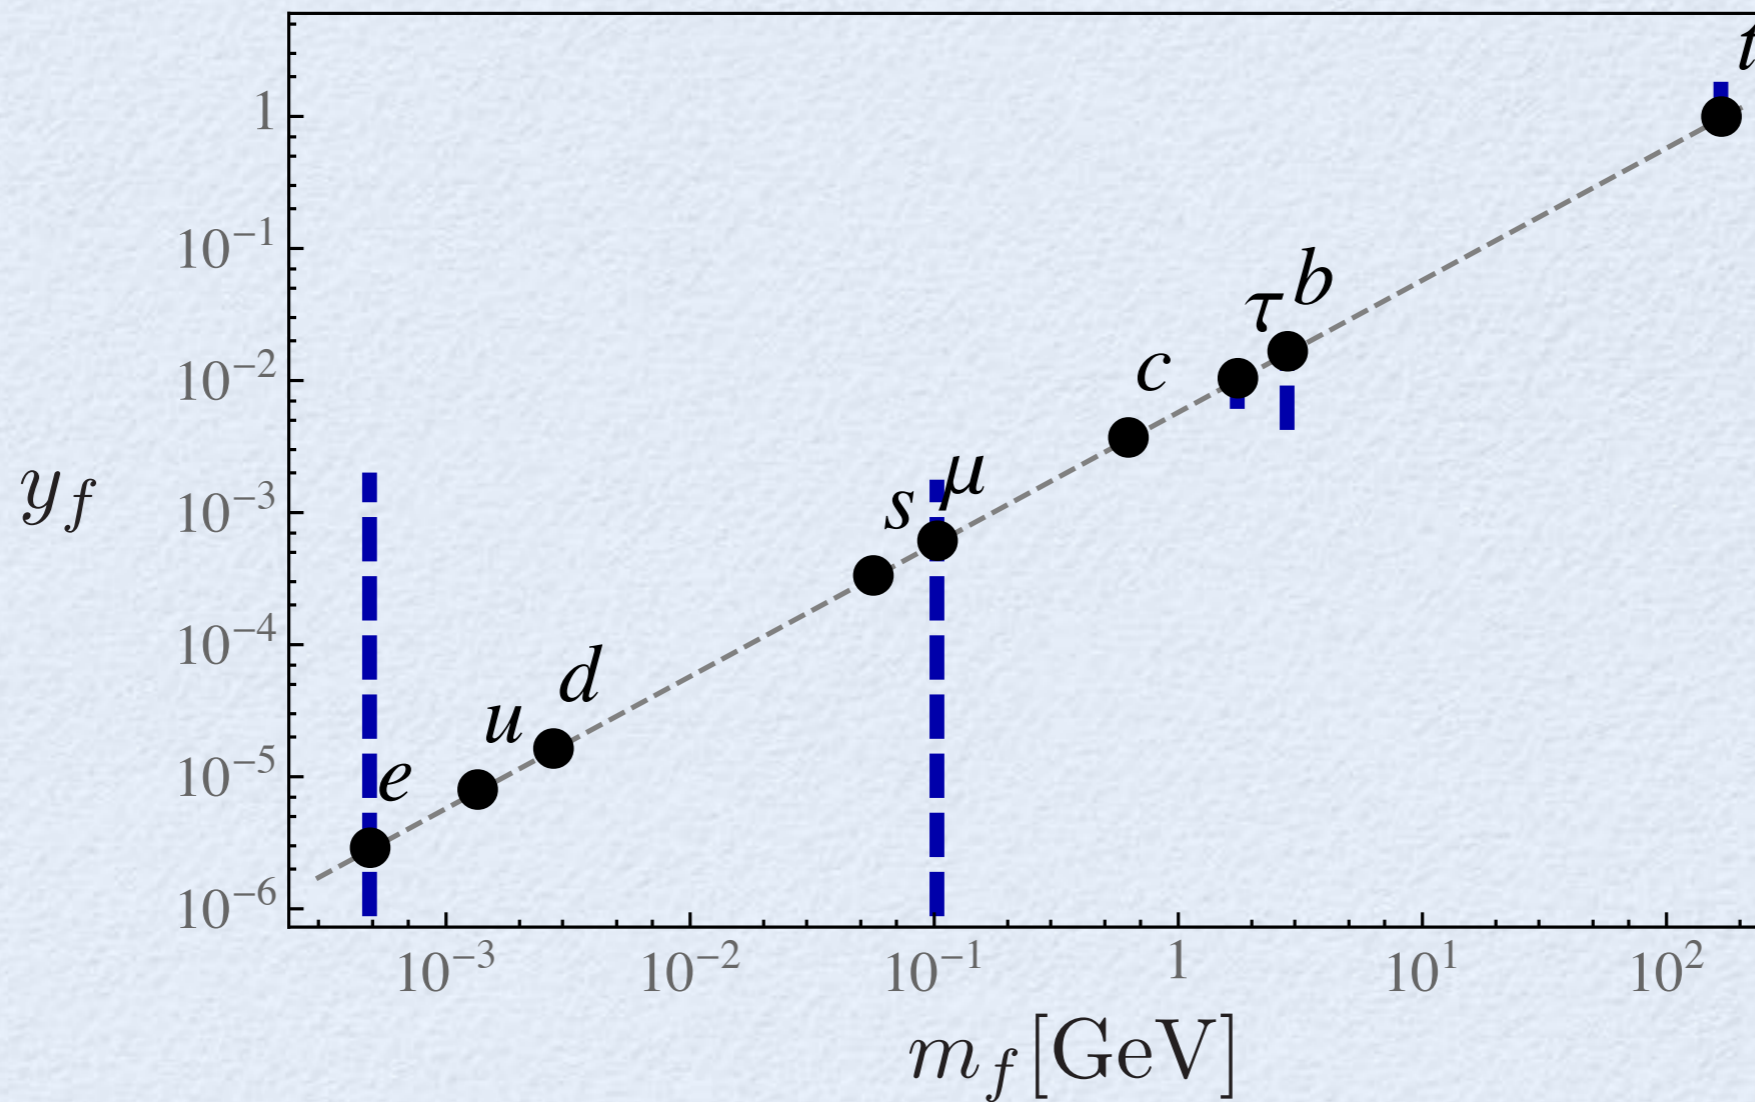 t
1
10⁻¹
b
τ
10⁻²
c
μ
s
y_f
10⁻³
10⁻⁴
d
u
10⁻⁵
e
10⁻⁶
10⁻³ 10⁻² 10⁻¹ 1 10¹ 10²
m_f [GeV]